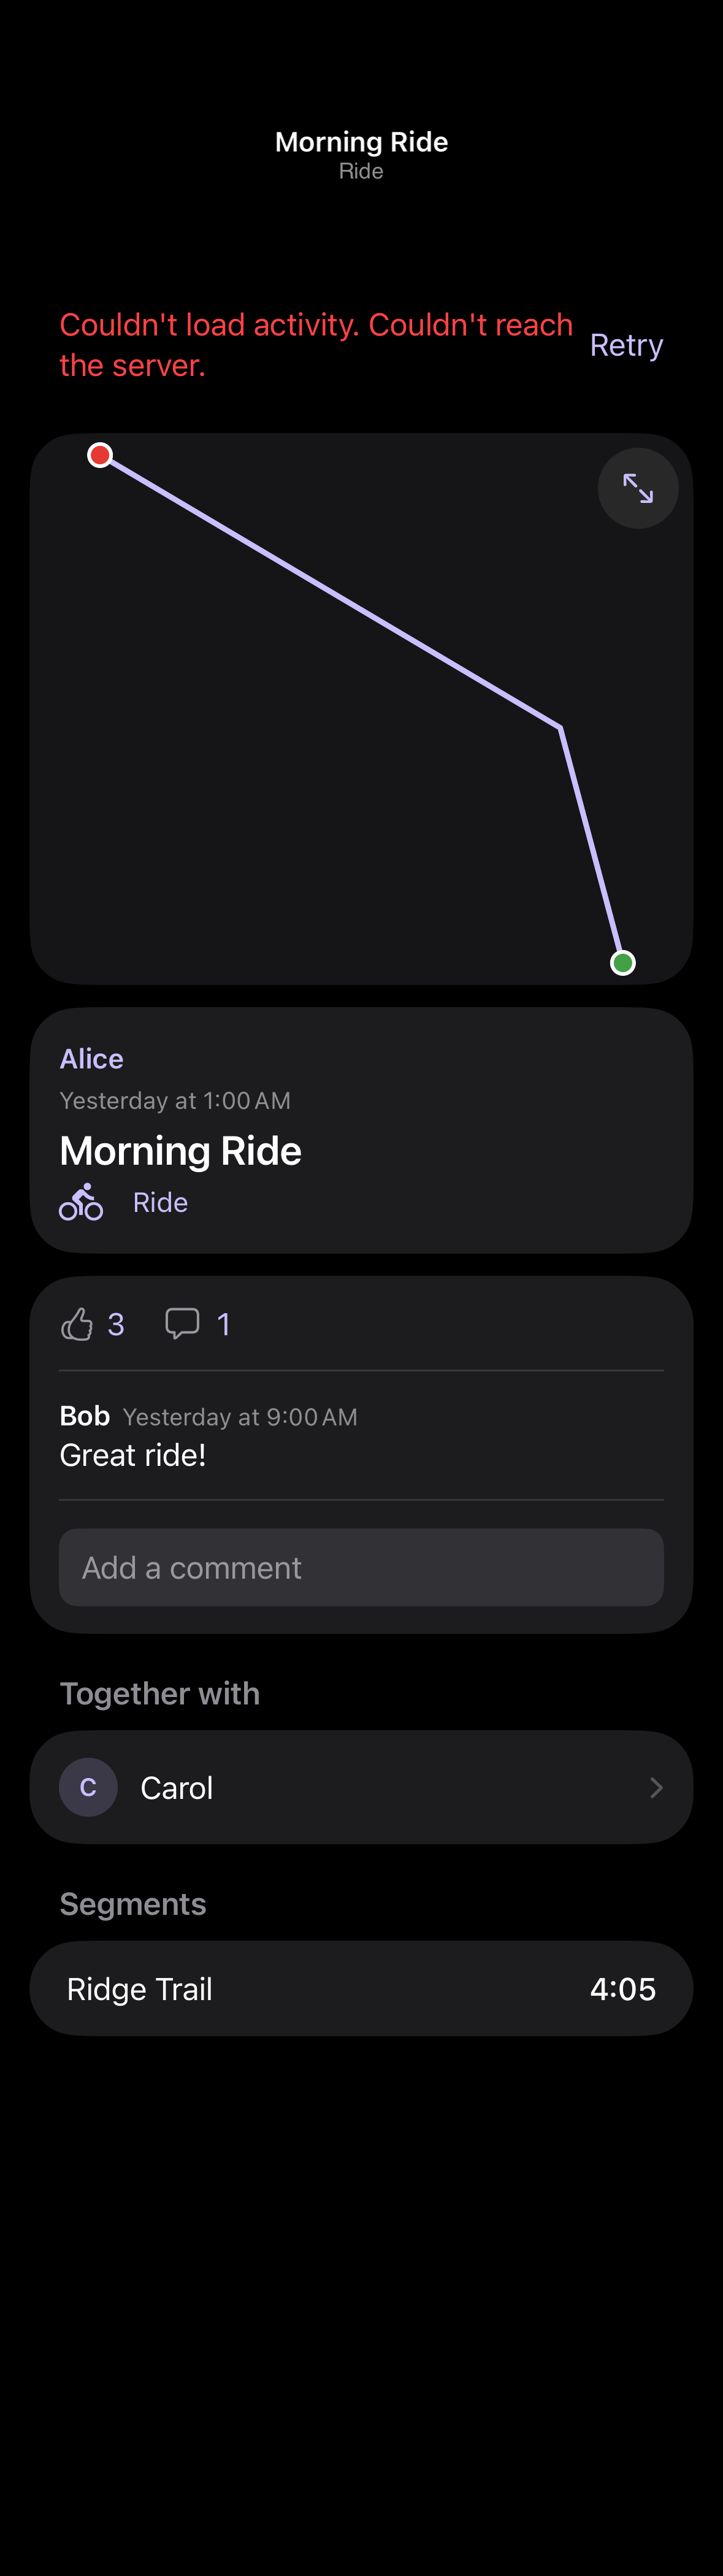 Morning Ride
Ride
Couldn't load activity. Couldn't reach
the server.
Retry
Alice
Yesterday at 1:00 AM
Morning Ride
Ride
3
1
Bob Yesterday at 9:00 AM
Great ride!
Add a comment
Together with
C
Carol
Segments
Ridge Trail
4:05